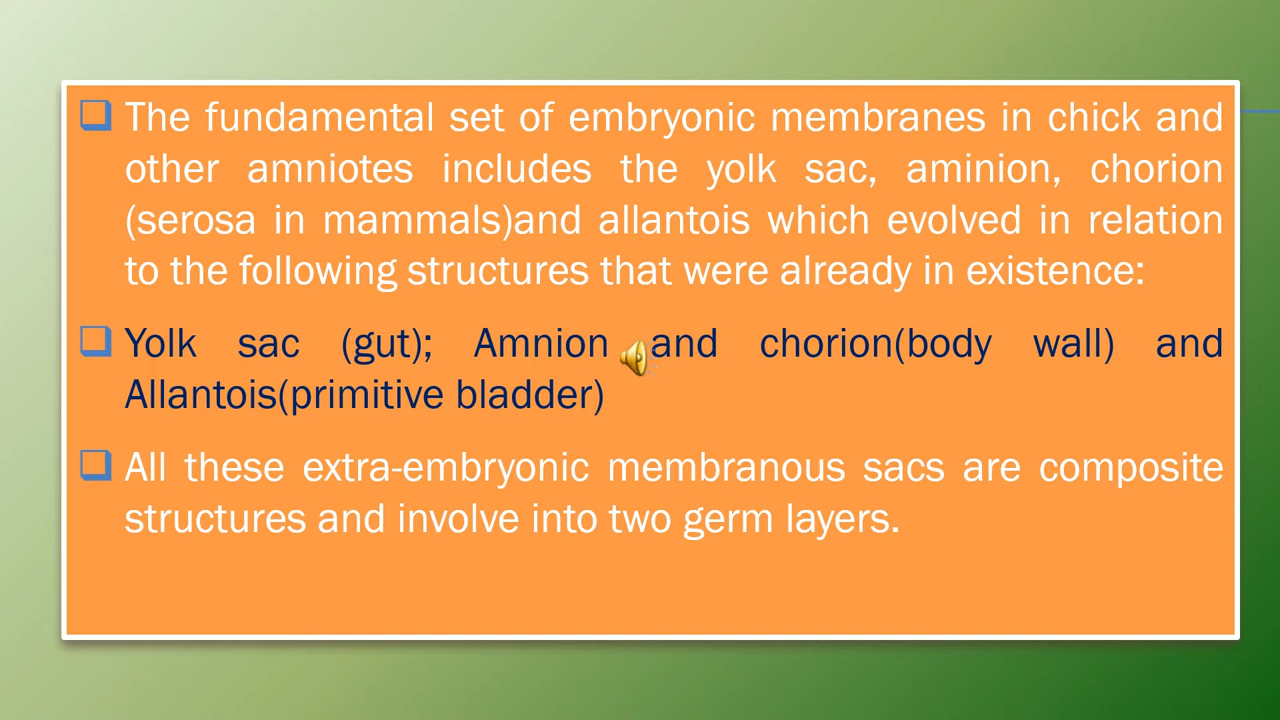 The fundamental set of embryonic membranes in chick and
other amniotes includes the yolk sac, aminion, chorion
(serosa in mammals)and allantois which evolved in relation
to the following structures that were already in existence:
Yolk sac (gut); Amnion and chorion(body wall) and
Allantois(primitive bladder)
All these extra-embryonic membranous sacs are composite
structures and involve into two germ layers.